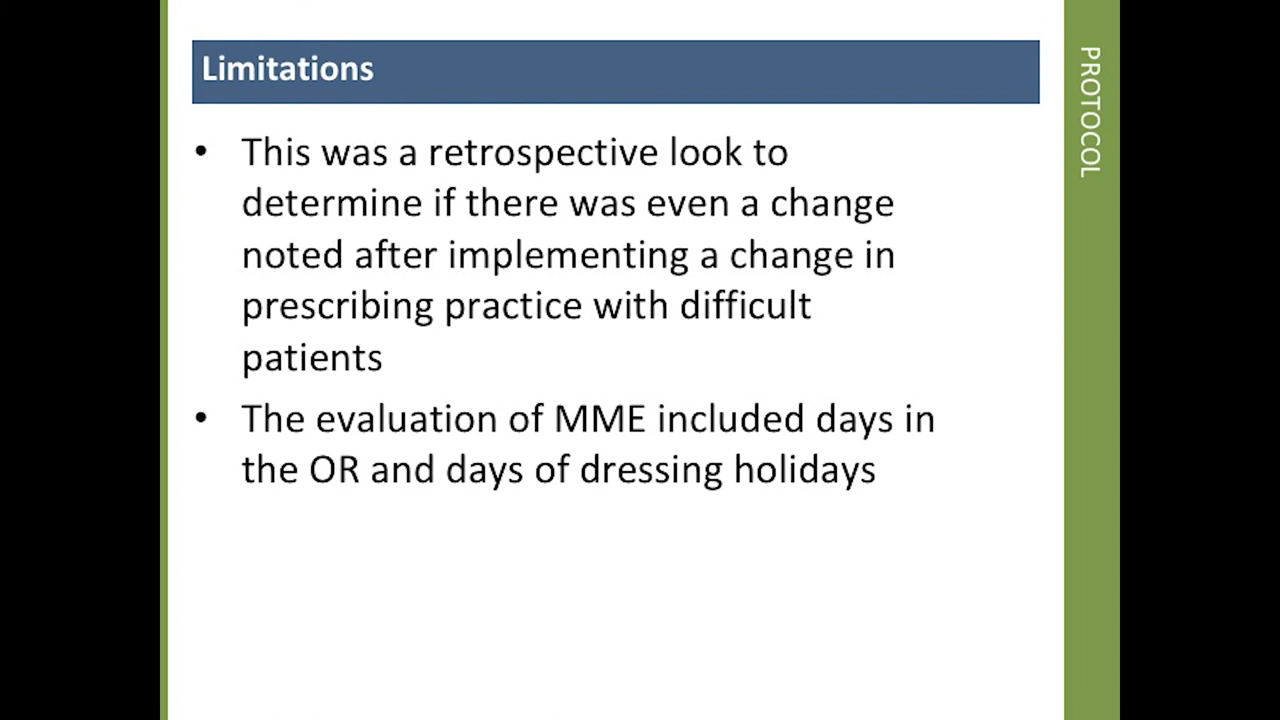 Limitations
• This was a retrospective look to
determine if there was even a change
noted after implementing a change in
prescribing practice with difficult
patients
• The evaluation of MME included days in
the OR and days of dressing holidays
PROTOCOL